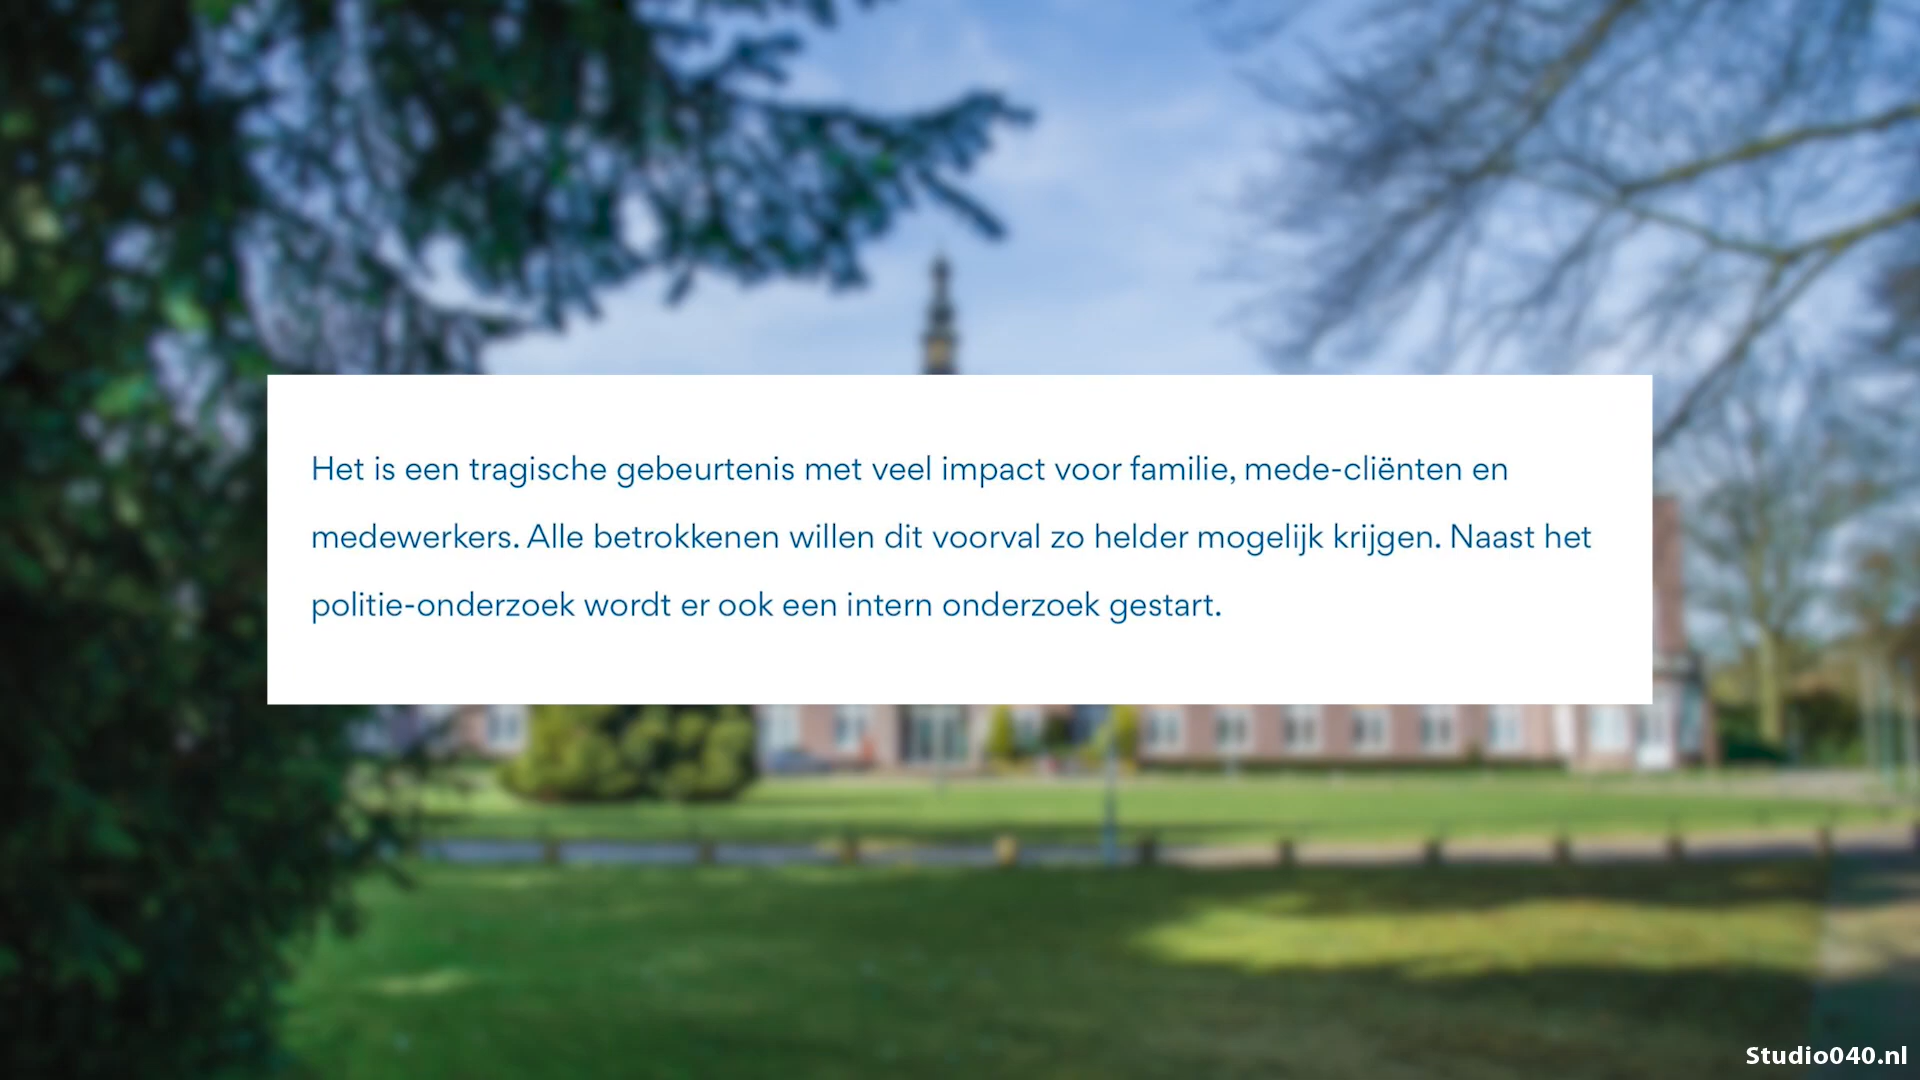 Het is een tragische gebeurtenis met veel impact voor familie, mede-cliënten en
medewerkers. Alle betrokkenen willen dit voorval zo helder mogelijk krijgen. Naast het
politie-onderzoek wordt er ook een intern onderzoek gestart.
Studio040.nl